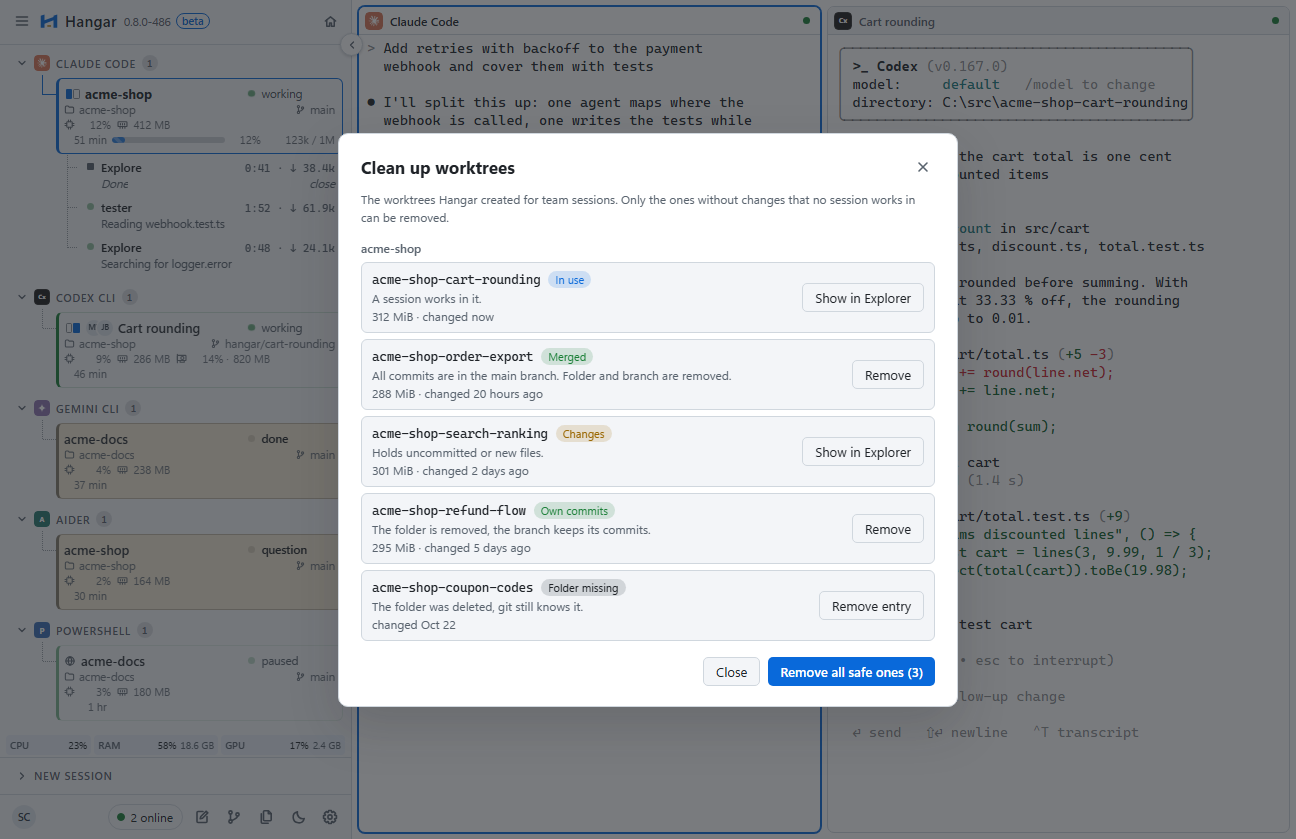 Hangar 0.8.0-486 beta
CLAUDE CODE 1
acme-shop working
acme-shop main
12% 412 MB
51 min 12% 123k / 1M
Explore 0:41 · ↓ 38.4k
Done close
tester 1:52 · ↓ 61.9k
Reading webhook.test.ts
Explore 0:48 · ↓ 24.1k
Searching for logger.error
Cx CODEX CLI 1
M JB Cart rounding working
acme-shop hangar/cart-rounding
9% 286 MB 14% · 820 MB
46 min
GEMINI CLI 1
acme-docs done
acme-docs main
4% 238 MB
37 min
A AIDER 1
acme-shop question
acme-shop main
2% 164 MB
30 min
P POWERSHELL 1
acme-docs paused
acme-docs main
3% 180 MB
1 hr
CPU 23% RAM 58% 18.6 GB GPU 17% 2.4 GB
NEW SESSION
SC 2 online
Claude Code
> Add retries with backoff to the payment
webhook and cover them with tests
● I'll split this up: one agent maps where the
webhook is called, one writes the tests while
Clean up worktrees
The worktrees Hangar created for team sessions. Only the ones without changes that no session works in
can be removed.
acme-shop
acme-shop-cart-rounding In use
A session works in it.
312 MiB · changed now
Show in Explorer
acme-shop-order-export Merged
All commits are in the main branch. Folder and branch are removed.
288 MiB · changed 20 hours ago
Remove
acme-shop-search-ranking Changes
Holds uncommitted or new files.
301 MiB · changed 2 days ago
Show in Explorer
acme-shop-refund-flow Own commits
The folder is removed, the branch keeps its commits.
295 MiB · changed 5 days ago
Remove
acme-shop-coupon-codes Folder missing
The folder was deleted, git still knows it.
changed Oct 22
Remove entry
Close Remove all safe ones (3)
Cx Cart rounding
>_ Codex (v0.167.0)
model: default /model to change
directory: C:\src\acme-shop-cart-rounding
the cart total is one cent
unted items
ount in src/cart
ts, discount.ts, total.test.ts
rounded before summing. With
t 33.33 % off, the rounding
to 0.01.
rt/total.ts (+5 −3)
+= round(line.net);
+= line.net;
round(sum);
cart
(1.4 s)
rt/total.test.ts (+9)
ms discounted lines", () => {
t cart = lines(3, 9.99, 1 / 3);
ct(total(cart)).toBe(19.98);
test cart
• esc to interrupt)
low-up change
↵ send ⇧↵ newline ^T transcript